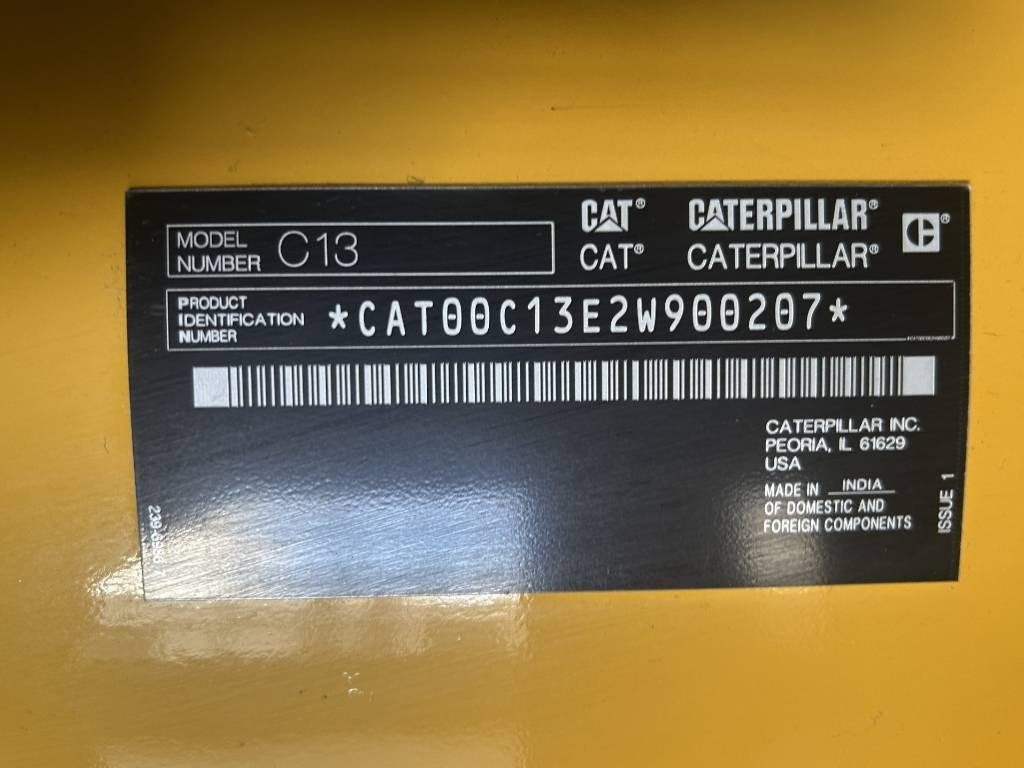 CAT® CATERPILLAR®
CAT® CATERPILLAR®
MODEL
NUMBER C13
PRODUCT
IDENTIFICATION
NUMBER
*CAT00C13E2W900207*
CATERPILLAR INC.
PEORIA, IL 61629
USA
MADE IN INDIA
OF DOMESTIC AND
FOREIGN COMPONENTS
ISSUE 1